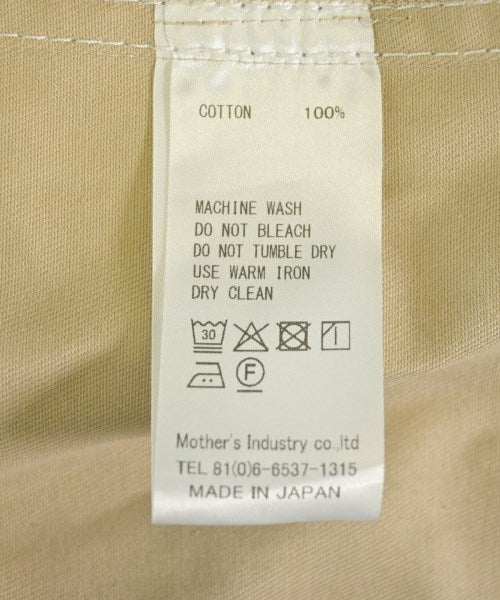 COTTON 100%
MACHINE WASH
DO NOT BLEACH
DO NOT TUMBLE DRY
USE WARM IRON
DRY CLEAN
30
F
Mother's Industry co.,ltd
TEL 81(0)6-6537-1315
MADE IN JAPAN